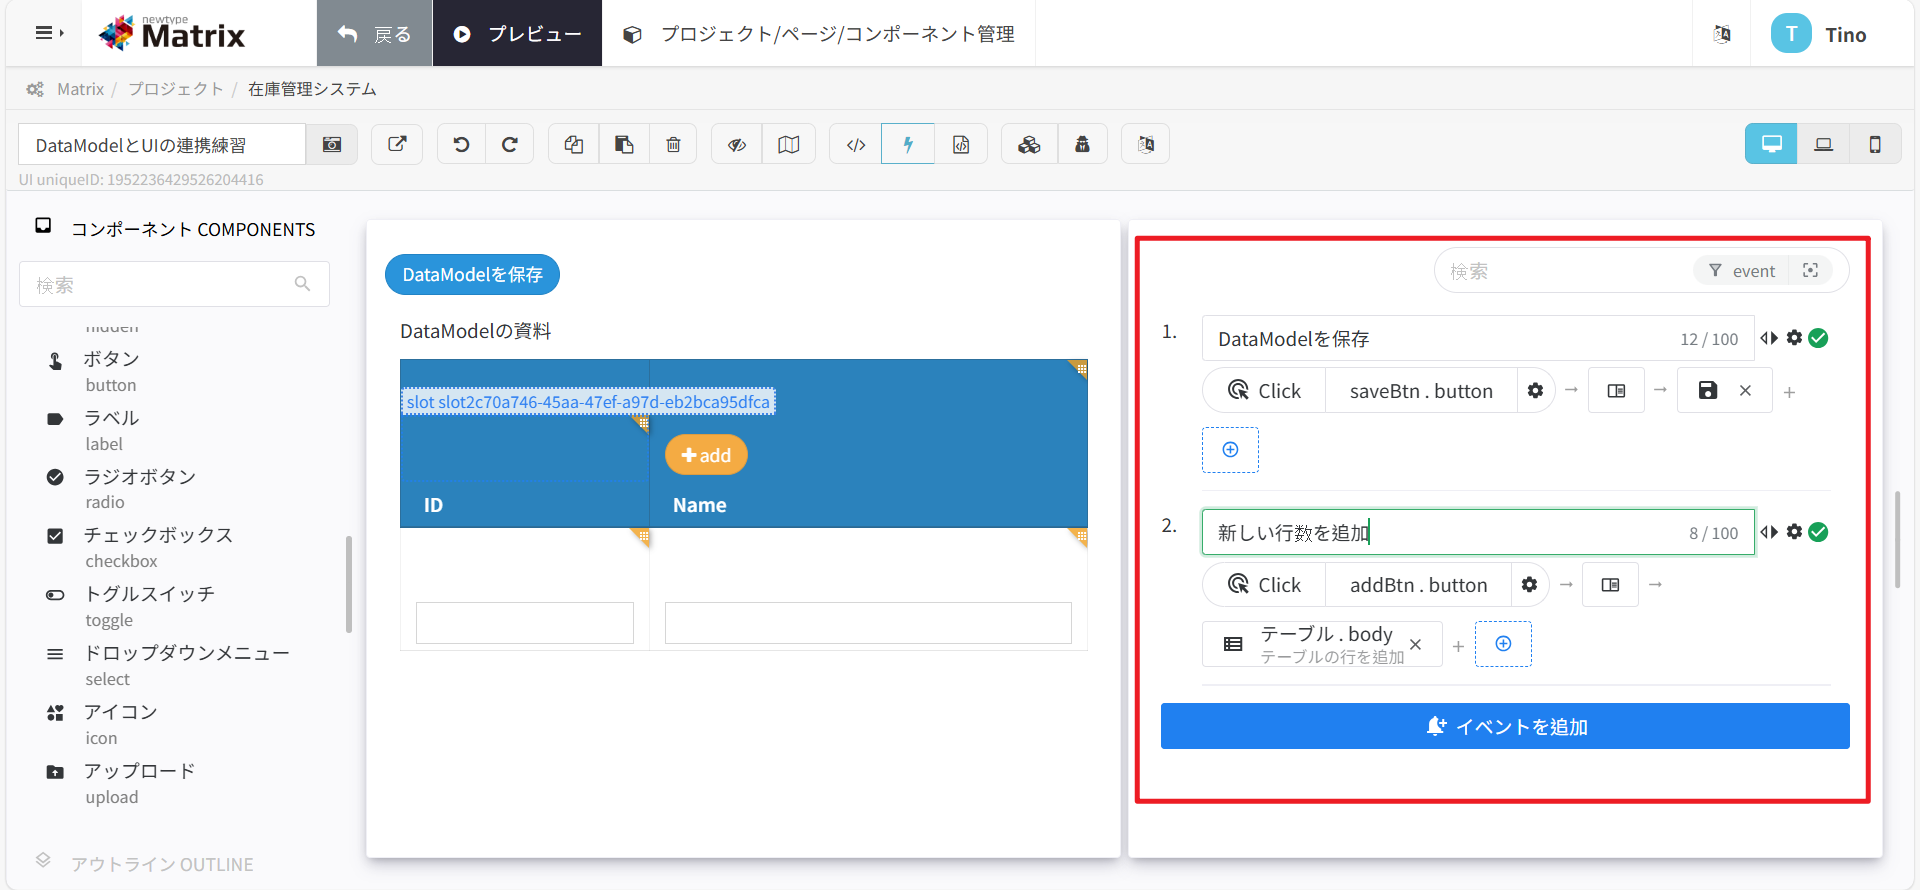 newtype
Matrix
戻る
プレビュー
プロジェクト/ページ/コンポーネント管理
T
Tino
Matrix / プロジェクト / 在庫管理システム
DataModelとUIの連携練習
UI uniqueID: 1952236429526204416
コンポーネント COMPONENTS
検索
hidden
ボタン
button
ラベル
label
ラジオボタン
radio
チェックボックス
checkbox
トグルスイッチ
toggle
ドロップダウンメニュー
select
アイコン
icon
アップロード
upload
アウトライン OUTLINE
DataModelを保存
DataModelの資料
slot slot2c70a746-45aa-47ef-a97d-eb2bca95dfca
add
ID
Name
検索
event
1.
DataModelを保存
12 / 100
Click
saveBtn . button
2.
新しい行数を追加
8 / 100
Click
addBtn . button
テーブル . body
テーブルの行を追加
イベントを追加